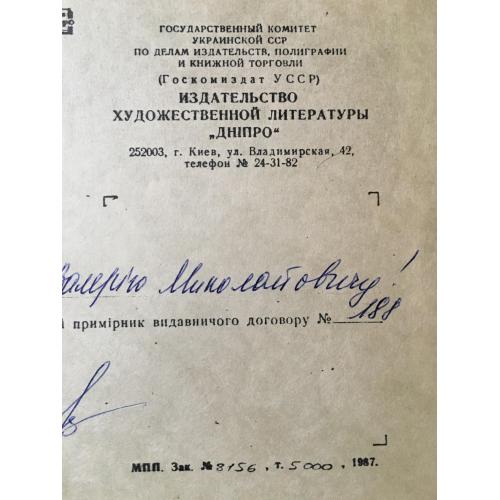 ГОСУДАРСТВЕННЫЙ КОМИТЕТ
УКРАИНСКОЙ ССР
ПО ДЕЛАМ ИЗДАТЕЛЬСТВ, ПОЛИГРАФИИ
И КНИЖНОЙ ТОРГОВЛИ
(Госкомиздат УССР)
ИЗДАТЕЛЬСТВО
ХУДОЖЕСТВЕННОЙ ЛИТЕРАТУРЫ
„ДНІПРО“
252003, г. Киев, ул. Владимирская, 42,
телефон № 24-31-82
Валерію Миколайовичу!
і примірник видавничого договору № 188
МПП. Зак. № 8156, т. 5000, 1987.